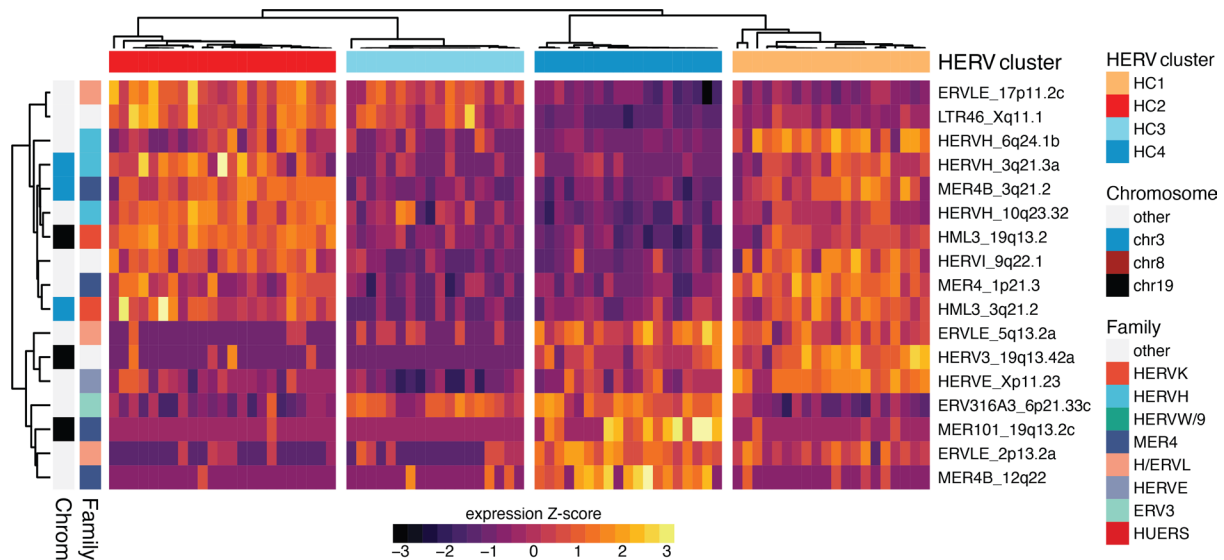 HERV cluster
ERVLE_17p11.2c
LTR46_Xq11.1
HERVH_6q24.1b
HERVH_3q21.3a
MER4B_3q21.2
HERVH_10q23.32
HML3_19q13.2
HERVI_9q22.1
MER4_1p21.3
HML3_3q21.2
ERVLE_5q13.2a
HERV3_19q13.42a
HERVE_Xp11.23
ERV316A3_6p21.33c
MER101_19q13.2c
ERVLE_2p13.2a
MER4B_12q22
Chrom
Family
expression Z-score
−3 −2 −1 0 1 2 3
HERV cluster
HC1
HC2
HC3
HC4
Chromosome
other
chr3
chr8
chr19
Family
other
HERVK
HERVH
HERVW/9
MER4
H/ERVL
HERVE
ERV3
HUERS